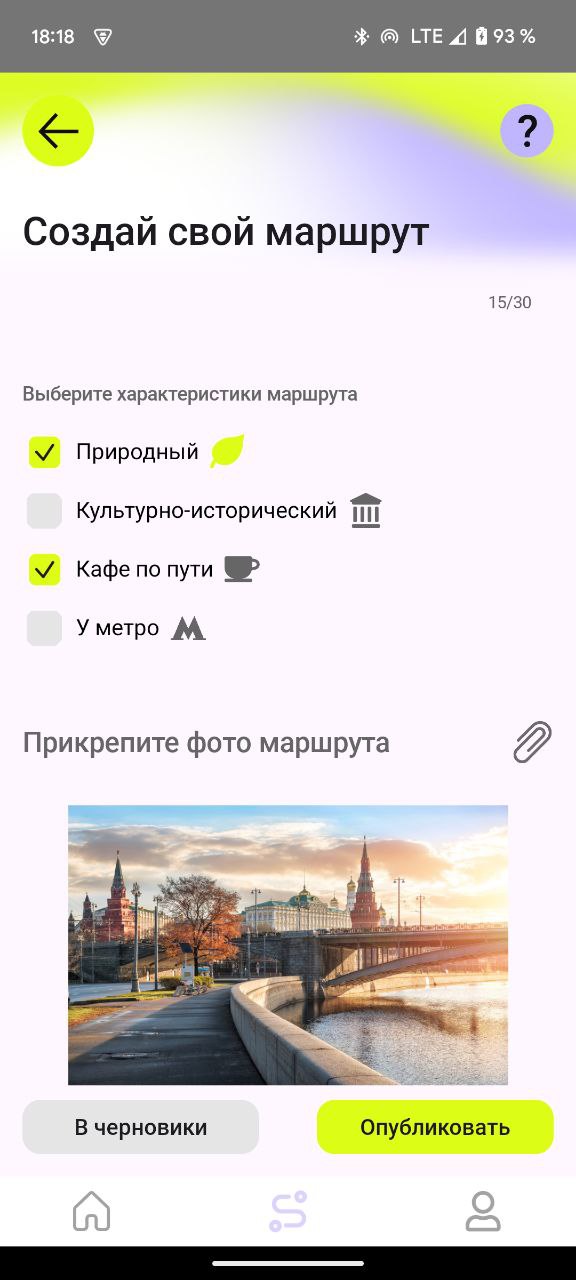 18:18 LTE 93 %
?
Создай свой маршрут
15/30
Выберите характеристики маршрута
Природный
Культурно-исторический
Кафе по пути
У метро
Прикрепите фото маршрута
В черновики Опубликовать